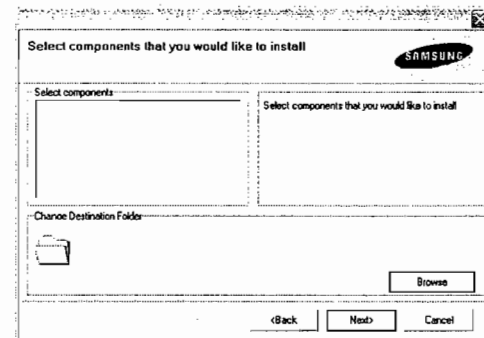 Select components that you would like to install
SAMSUNG
Select components
Select components that you would like to install
Change Destination Folder
Browse
<Back
Next>
Cancel